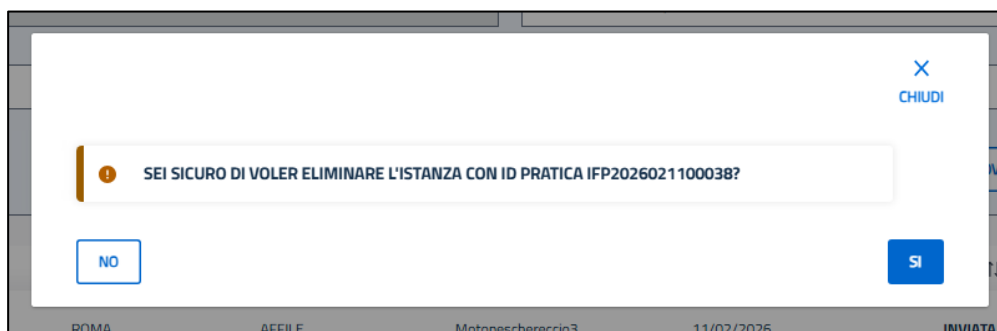 CHIUDI
SEI SICURO DI VOLER ELIMINARE L'ISTANZA CON ID PRATICA IFP2026021100038?
NO
SI
ROMA AFFILE Motopeschereccio3 11/02/2026 INVIATA